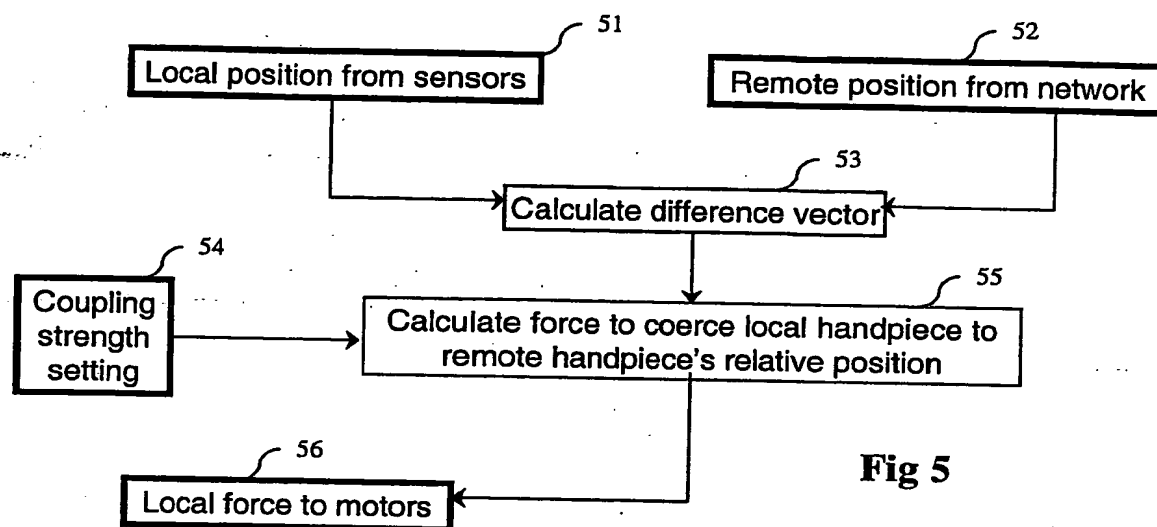 51
52
Local position from sensors
Remote position from network
53
Calculate difference vector
54
55
Coupling
strength
setting
Calculate force to coerce local handpiece to
remote handpiece's relative position
56
Local force to motors
Fig 5